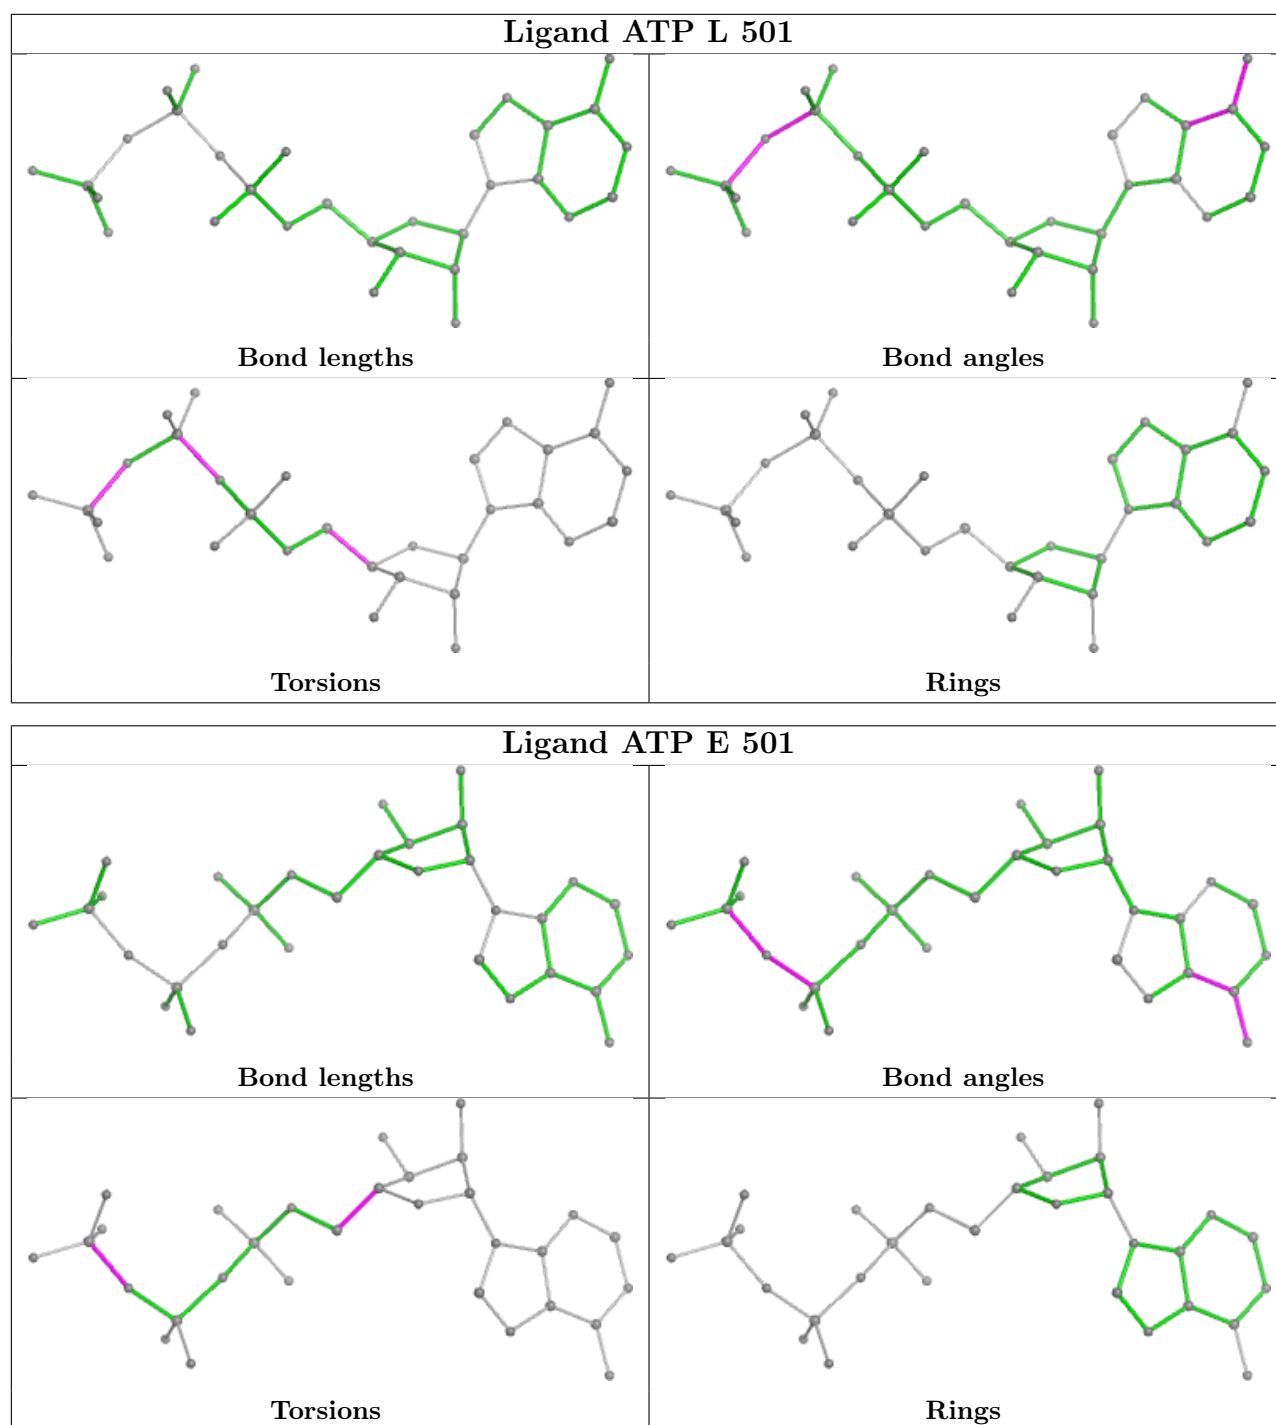 Ligand ATP L 501
Bond lengths
Bond angles
Torsions
Rings
Ligand ATP E 501
Bond lengths
Bond angles
Torsions
Rings